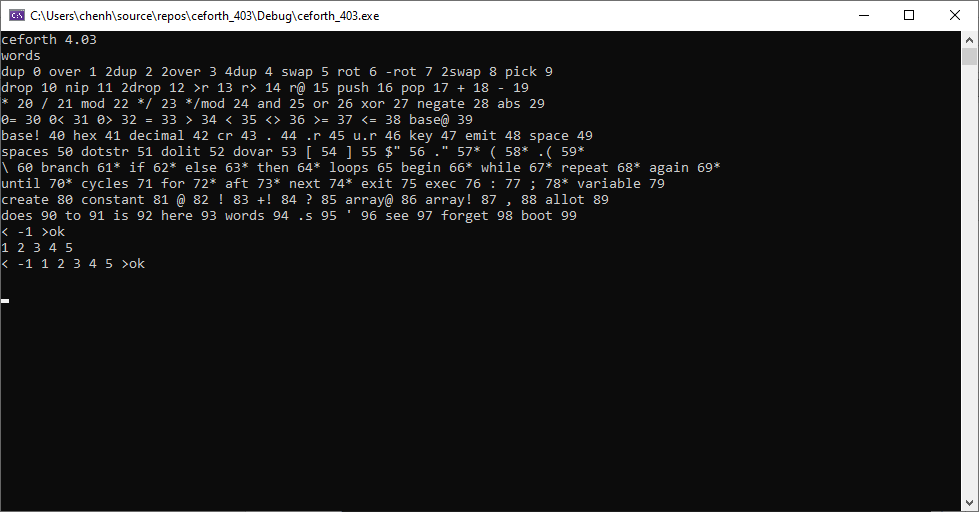 C:\Users\chenh\source\repos\ceforth_403\Debug\ceforth_403.exe
ceforth 4.03
words
dup 0 over 1 2dup 2 2over 3 4dup 4 swap 5 rot 6 -rot 7 2swap 8 pick 9
drop 10 nip 11 2drop 12 >r 13 r> 14 r@ 15 push 16 pop 17 + 18 - 19
* 20 / 21 mod 22 */ 23 */mod 24 and 25 or 26 xor 27 negate 28 abs 29
0= 30 0< 31 0> 32 = 33 > 34 < 35 <> 36 >= 37 <= 38 base@ 39
base! 40 hex 41 decimal 42 cr 43 . 44 .r 45 u.r 46 key 47 emit 48 space 49
spaces 50 dotstr 51 dolit 52 dovar 53 [ 54 ] 55 $" 56 ." 57* ( 58* .( 59*
\ 60 branch 61* if 62* else 63* then 64* loops 65 begin 66* while 67* repeat 68* again 69*
until 70* cycles 71 for 72* aft 73* next 74* exit 75 exec 76 : 77 ; 78* variable 79
create 80 constant 81 @ 82 ! 83 +! 84 ? 85 array@ 86 array! 87 , 88 allot 89
does 90 to 91 is 92 here 93 words 94 .s 95 ' 96 see 97 forget 98 boot 99
< -1 >ok
1 2 3 4 5
< -1 1 2 3 4 5 >ok